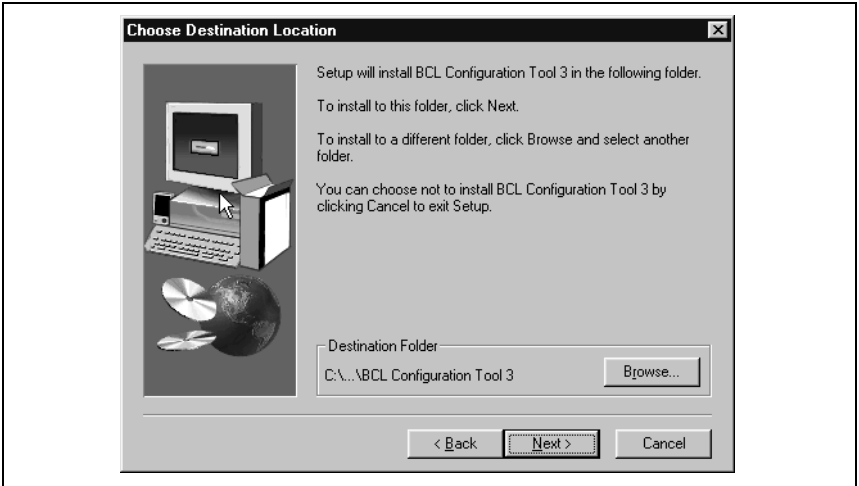 Choose Destination Location
Setup will install BCL Configuration Tool 3 in the following folder.
To install to this folder, click Next.
To install to a different folder, click Browse and select another
folder.
You can choose not to install BCL Configuration Tool 3 by
clicking Cancel to exit Setup.
Destination Folder
C:\...\BCL Configuration Tool 3
Browse...
< Back
Next >
Cancel